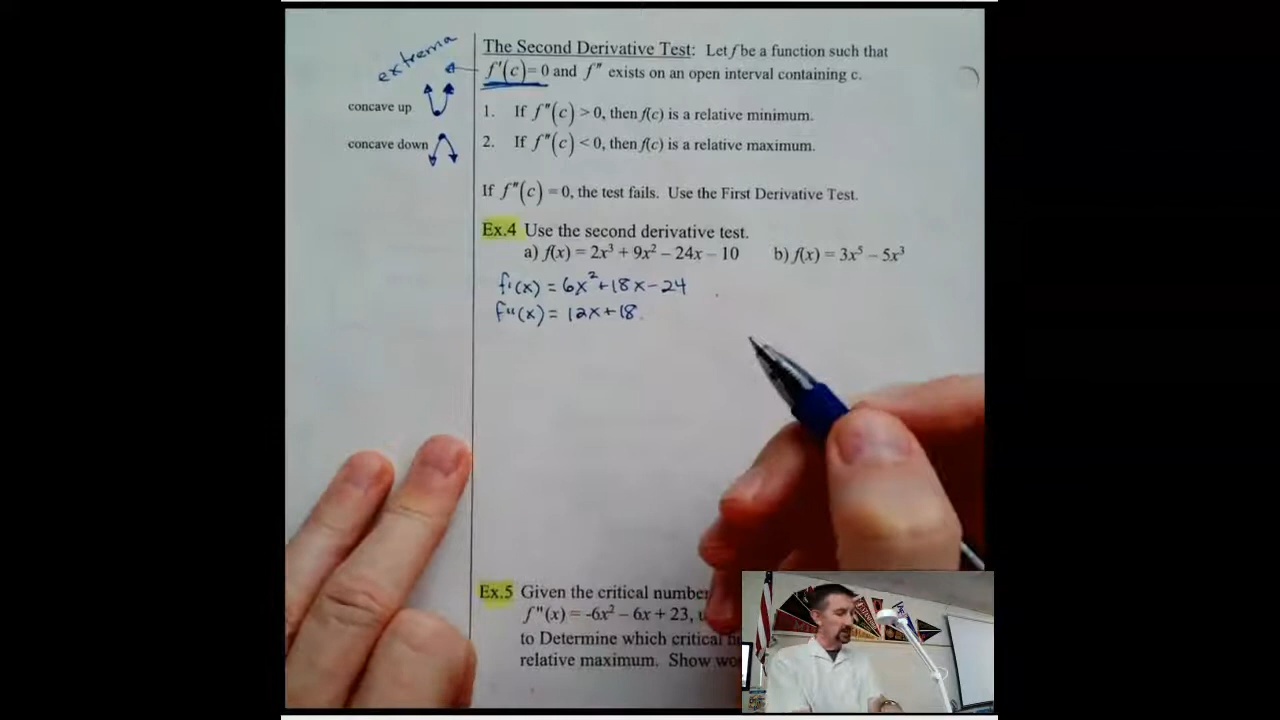 extrema
The Second Derivative Test: Let f be a function such that
f'(c) = 0 and f" exists on an open interval containing c.
concave up
1. If f"(c) > 0, then f(c) is a relative minimum.
concave down
2. If f"(c) < 0, then f(c) is a relative maximum.
If f"(c) = 0, the test fails. Use the First Derivative Test.
Ex.4 Use the second derivative test.
a) f(x) = 2x³ + 9x² – 24x – 10 b) f(x) = 3x⁵ – 5x³
f'(x) = 6x²+18x-24
f"(x) = 12x+18
Ex.5 Given the critical number
f"(x) = -6x² – 6x + 23,
to Determine which critical
relative maximum. Show